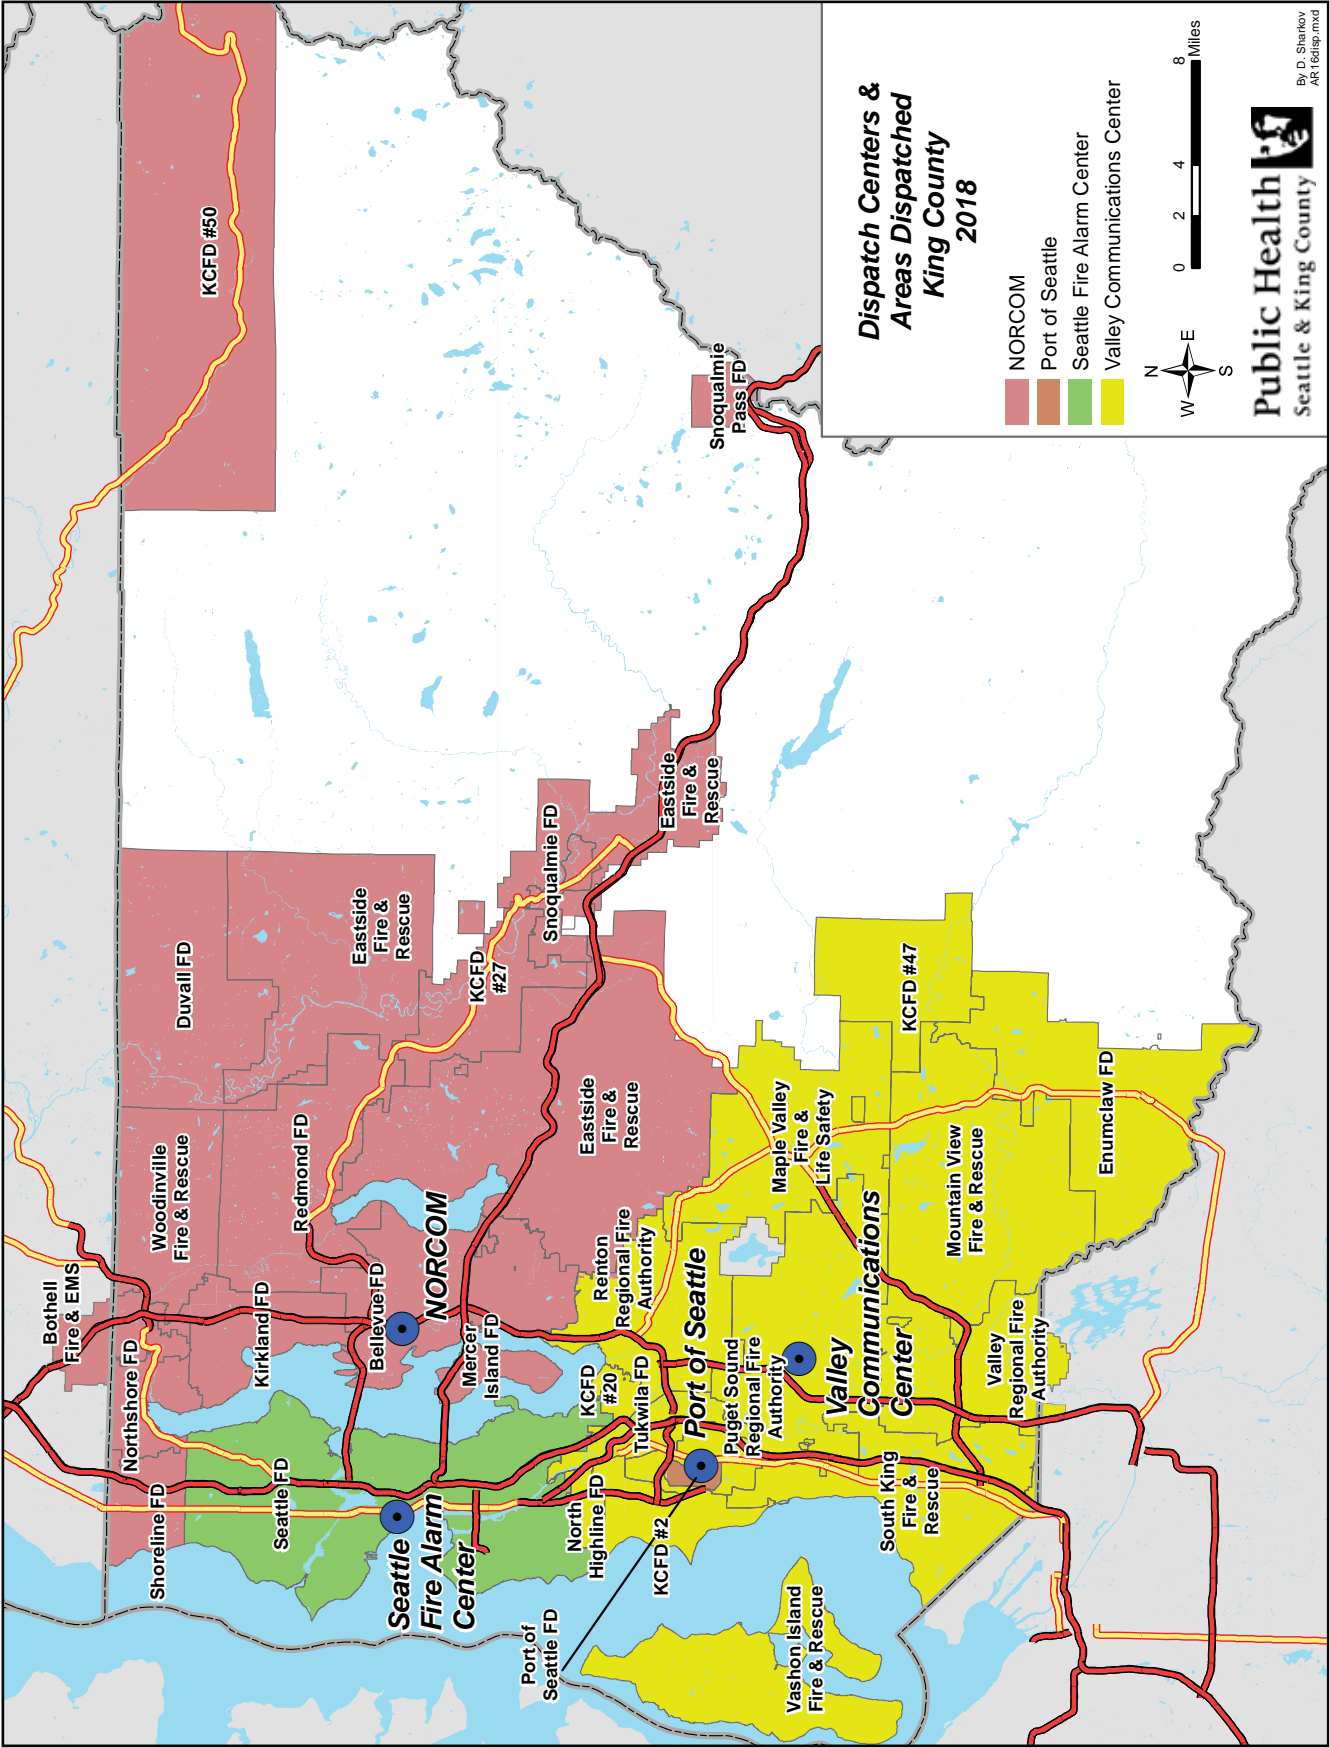 Dispatch Centers &
Areas Dispatched
King County
2018
NORCOM
Port of Seattle
Seattle Fire Alarm Center
Valley Communications Center
N
W
E
S
0
2
4
8
Miles
Public Health
Seattle & King County
By D. Sharkov
AR16disp.mxd
Bothell
Fire & EMS
Northshore FD
Shoreline FD
Woodinville
Fire & Rescue
Duvall FD
KCFD #50
Kirkland FD
Redmond FD
Seattle FD
Eastside
Fire &
Rescue
Bellevue FD
NORCOM
Seattle
Fire Alarm
Center
Mercer
Island FD
KCFD
#27
Snoqualmie FD
Eastside
Fire &
Rescue
Snoqualmie
Pass FD
Eastside
Fire &
Rescue
Renton
Regional Fire
Authority
KCFD
#20
Tukwila FD
North
Highline FD
KCFD #2
Port of
Seattle FD
Port of Seattle
Puget Sound
Regional Fire
Authority
Maple Valley
Fire &
Life Safety
Vashon Island
Fire & Rescue
Valley
Communications
Center
KCFD #47
South King
Fire &
Rescue
Mountain View
Fire & Rescue
Valley
Regional Fire
Authority
Enumclaw FD